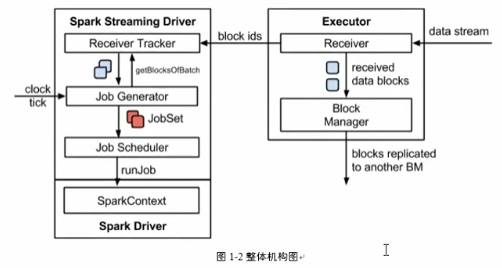 Spark Streaming Driver
Receiver Tracker
getBlocksOfBatch
clock
tick
Job Generator
JobSet
Job Scheduler
runJob
SparkContext
Spark Driver
block ids
Executor
Receiver
data stream
received
data blocks
Block
Manager
blocks replicated
to another BM
图 1-2 整体机构图